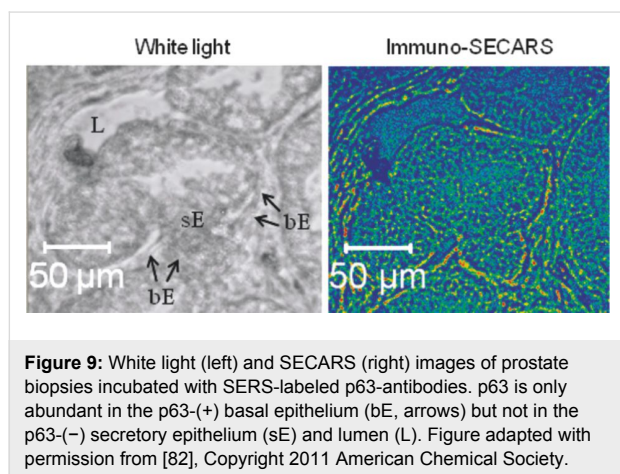 White light
Immuno-SECARS
L
sE
bE
bE
50 µm
50 µm
Figure 9: White light (left) and SECARS (right) images of prostate
biopsies incubated with SERS-labeled p63-antibodies. p63 is only
abundant in the p63-(+) basal epithelium (bE, arrows) but not in the
p63-(−) secretory epithelium (sE) and lumen (L). Figure adapted with
permission from [82], Copyright 2011 American Chemical Society.